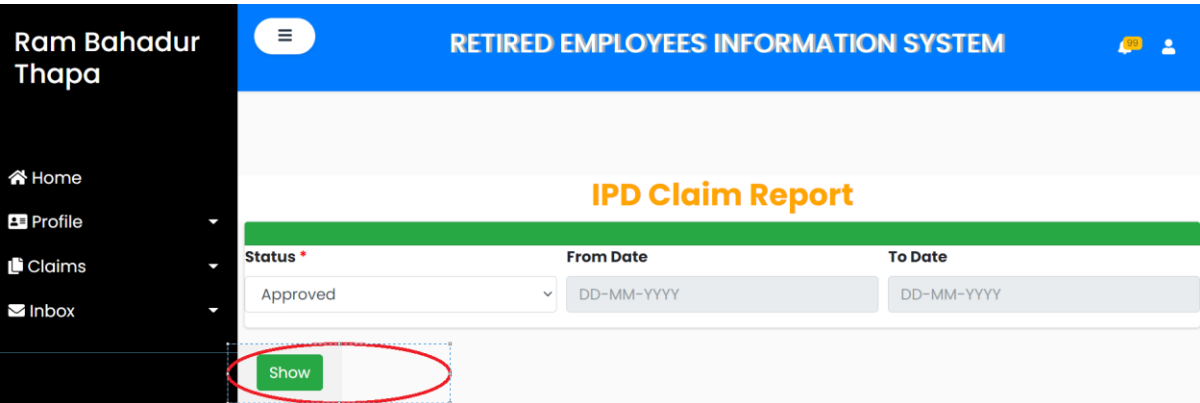 Ram Bahadur
Thapa
RETIRED EMPLOYEES INFORMATION SYSTEM
99
Home
Profile
Claims
Inbox
IPD Claim Report
Status * From Date To Date
Approved DD-MM-YYYY DD-MM-YYYY
Show